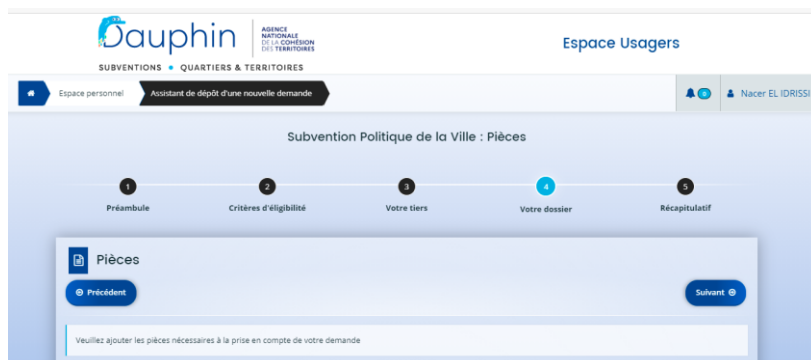 Dauphin
AGENCE
NATIONALE
DE LA COHÉSION
DES TERRITOIRES
SUBVENTIONS • QUARTIERS & TERRITOIRES
Espace Usagers
Espace personnel
Assistant de dépôt d'une nouvelle demande
0
Nacer EL IDRISSI
Subvention Politique de la Ville : Pièces
1
2
3
4
5
Préambule
Critères d'éligibilité
Votre tiers
Votre dossier
Récapitulatif
Pièces
Précédent
Suivant
Veuillez ajouter les pièces nécessaires à la prise en compte de votre demande